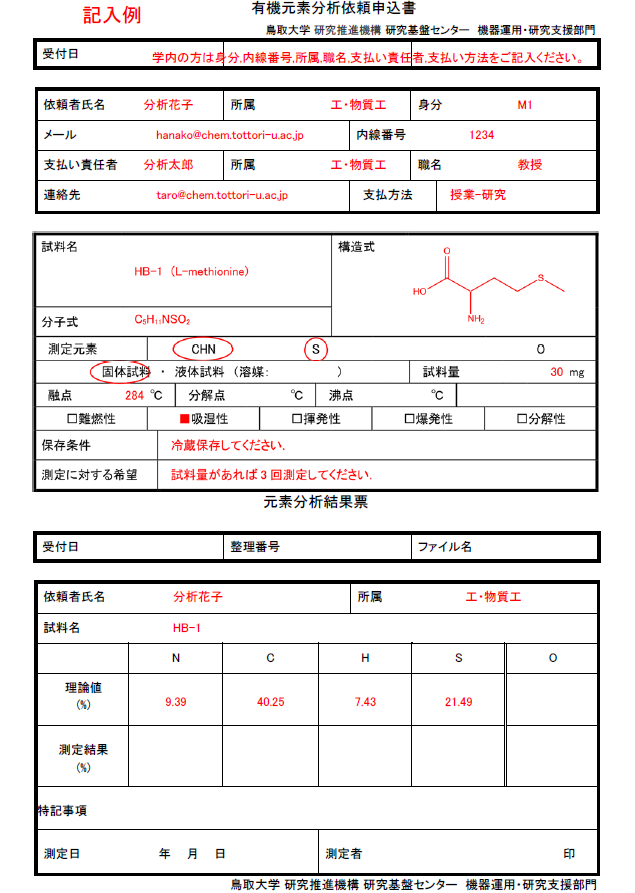 記入例
有機元素分析依頼申込書
鳥取大学 研究推進機構 研究基盤センター 機器運用・研究支援部門
受付日 学内の方は身分,内線番号,所属,職名,支払い責任者,支払い方法をご記入ください。
依頼者氏名 分析花子 所属 工・物質工 身分 M1
メール hanako@chem.tottori-u.ac.jp 内線番号 1234
支払い責任者 分析太郎 所属 工・物質工 職名 教授
連絡先 taro@chem.tottori-u.ac.jp 支払方法 授業-研究
試料名 構造式
HB-1 (L-methionine)
O
HO S
NH2
分子式 C5H11NSO2
測定元素 CHN S O
固体試料 ・ 液体試料 (溶媒: ) 試料量 30 mg
融点 284 ℃ 分解点 ℃ 沸点 ℃
□難燃性 ■吸湿性 □揮発性 □爆発性 □分解性
保存条件 冷蔵保存してください.
測定に対する希望 試料量があれば3回測定してください.
元素分析結果票
受付日 整理番号 ファイル名
依頼者氏名 分析花子 所属 工・物質工
試料名 HB-1
N C H S O
理論値 (%) 9.39 40.25 7.43 21.49
測定結果 (%)
特記事項
測定日 年 月 日 測定者 印
鳥取大学 研究推進機構 研究基盤センター 機器運用・研究支援部門